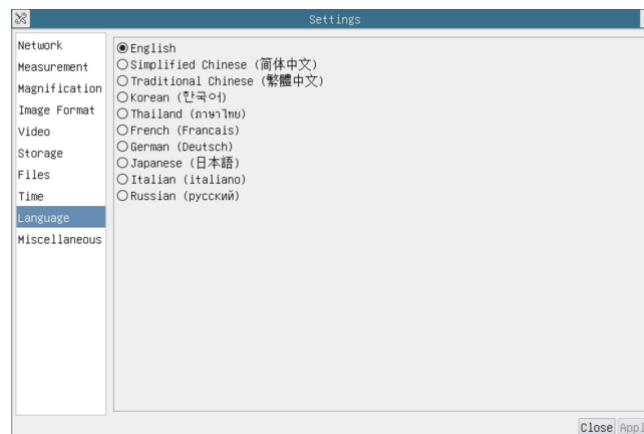 Settings
Network
Measurement
Magnification
Image Format
Video
Storage
Files
Time
Language
Miscellaneous
English
Simplified Chinese (简体中文)
Traditional Chinese (繁體中文)
Korean (한국어)
Thailand (ภาษาไทย)
French (Francais)
German (Deutsch)
Japanese (日本語)
Italian (italiano)
Russian (русский)
Close Appl